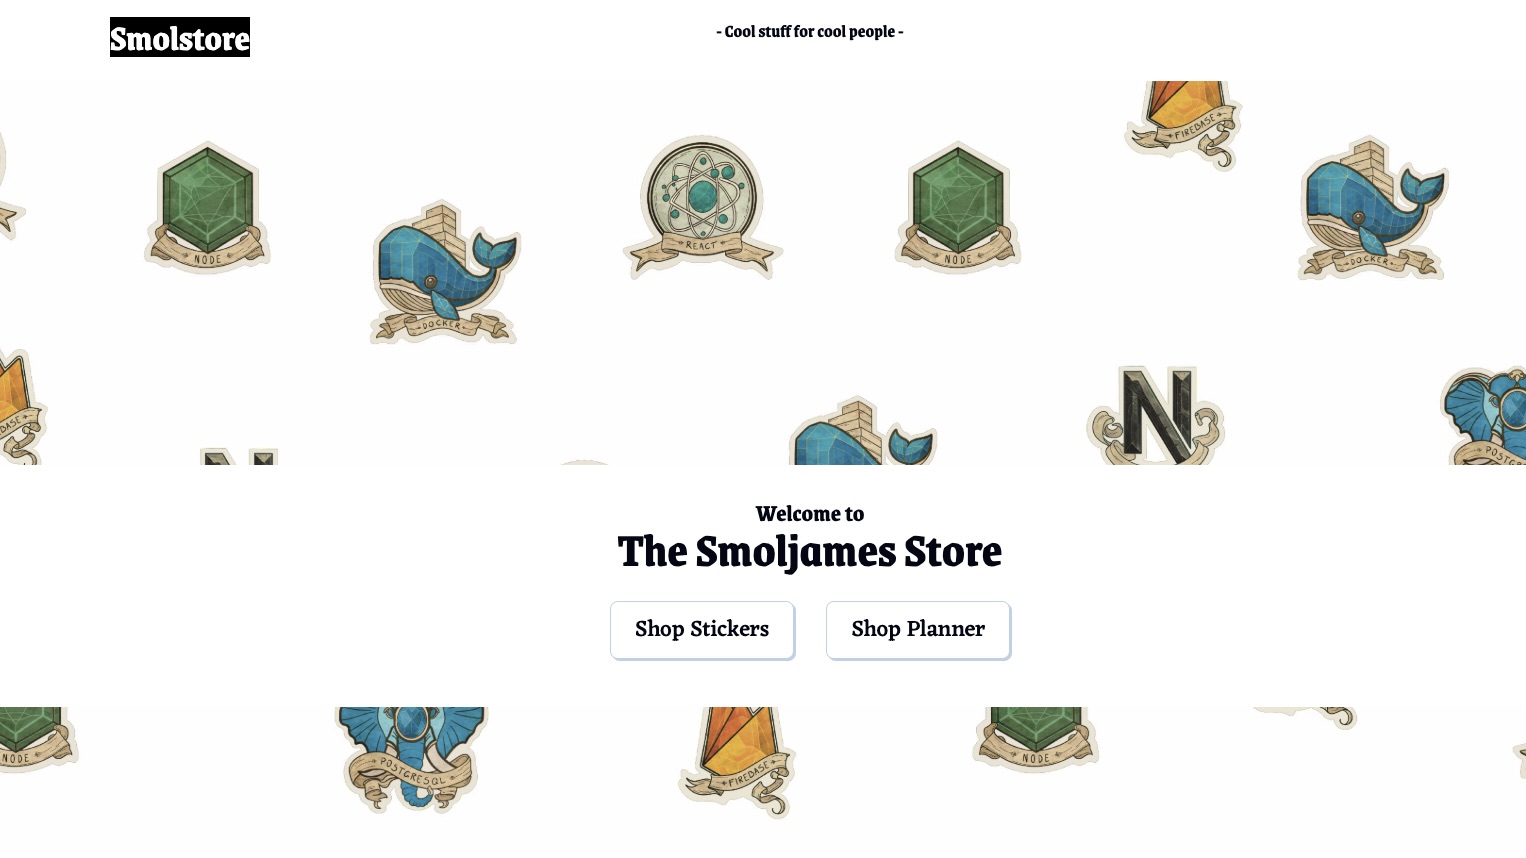 Smolstore
- Cool stuff for cool people -
FIREBASE
NODE
REACT
NODE
DOCKER
DOCKER
POSTGR
BASE
N
N
Welcome to
The Smoljames Store
Shop Stickers
Shop Planner
NODE
POSTGRESQL
FIREBASE
NODE